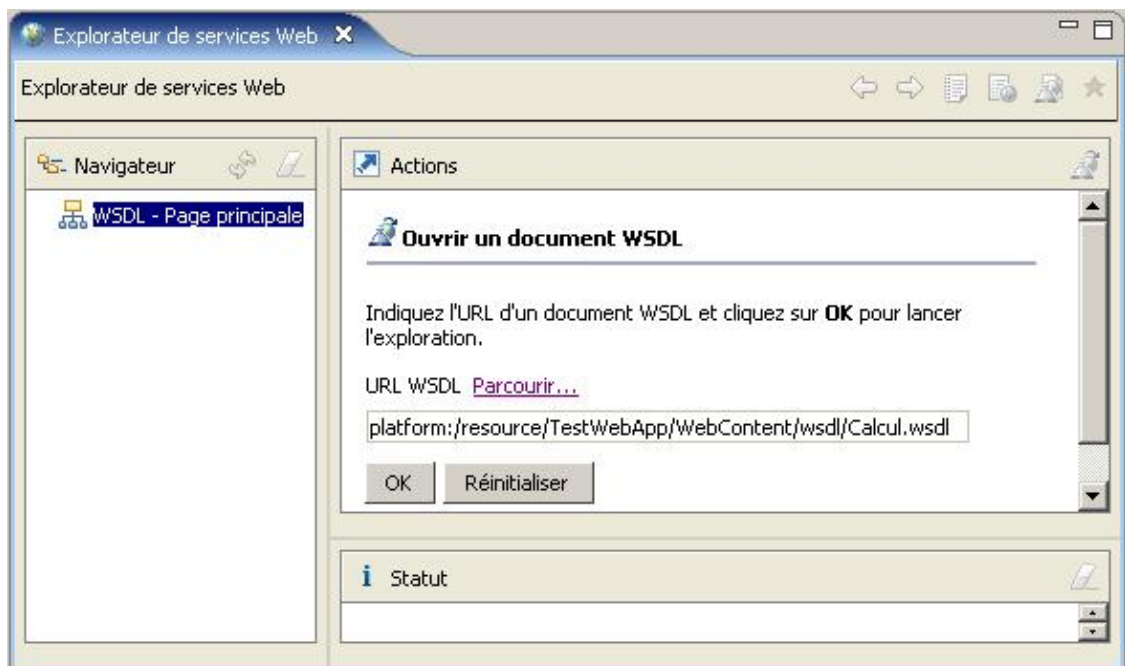 Explorateur de services Web
Explorateur de services Web
Navigateur
WSDL - Page principale
Actions
Ouvrir un document WSDL
Indiquez l'URL d'un document WSDL et cliquez sur OK pour lancer
l'exploration.
URL WSDL Parcourir...
platform:/resource/TestWebApp/WebContent/wsdl/Calcul.wsdl
OK Réinitialiser
Statut